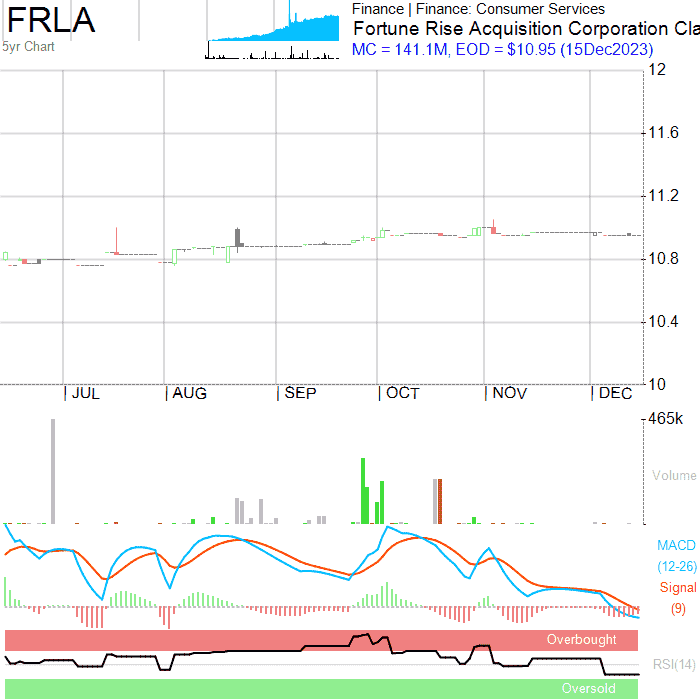 FRLA
5yr Chart
Finance | Finance: Consumer Services
Fortune Rise Acquisition Corporation Cla
MC = 141.1M, EOD = $10.95 (15Dec2023)
12
11.6
11.2
10.8
10.4
10
JUL AUG SEP OCT NOV DEC
465k
Volume
MACD
(12-26)
Signal
(9)
Overbought
RSI(14)
Oversold